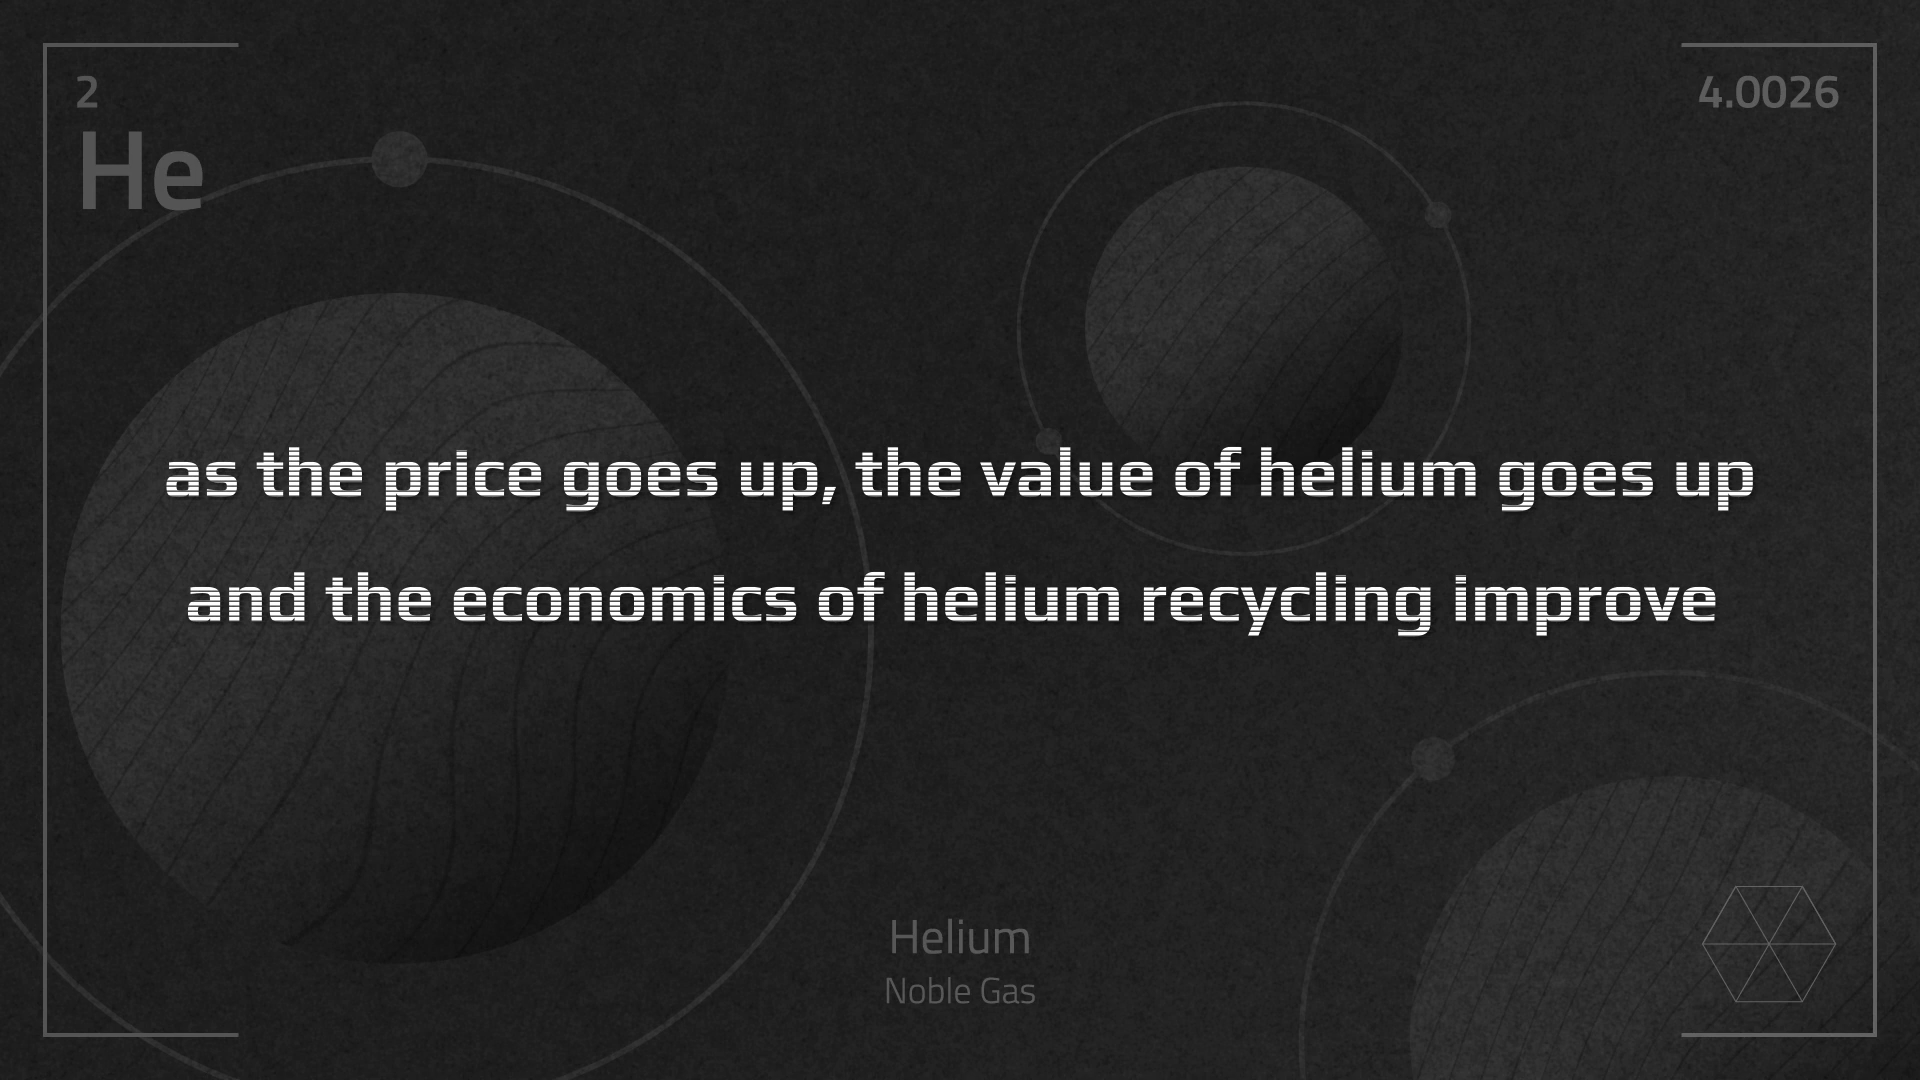 2
4.0026
He
as the price goes up, the value of helium goes up
and the economics of helium recycling improve
Helium
Noble Gas